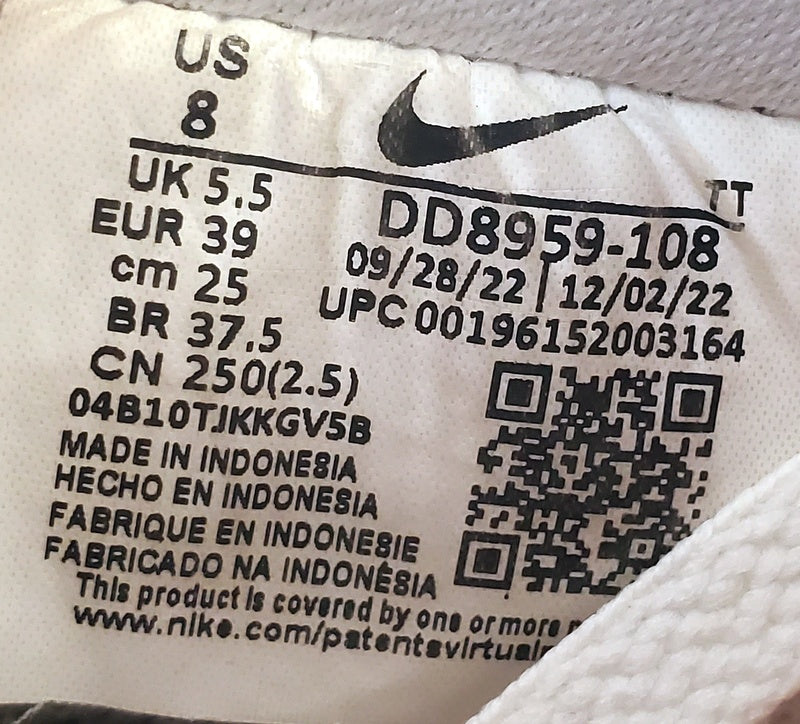 US
8
UK 5.5
EUR 39
cm 25
BR 37.5
CN 250(2.5)
04B10TJKKGV5B
MADE IN INDONESIA
HECHO EN INDONESIA
FABRIQUE EN INDONESIE
FABRICADO NA INDONÉSIA
This product is covered by one or more
www.nike.com/patentsvirtual
TT
DD8959-108
09/28/22 | 12/02/22
UPC 00196152003164